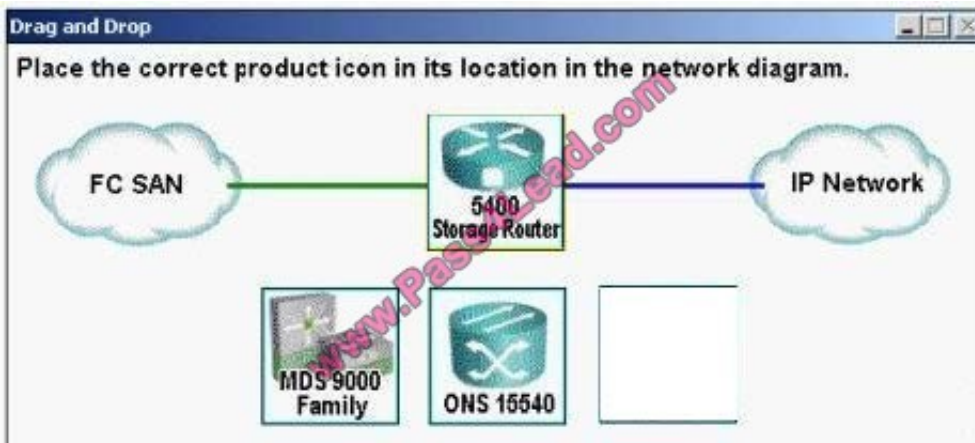 Drag and Drop
Place the correct product icon in its location in the network diagram.
FC SAN
5400
Storage Router
IP Network
www.Pass4Lead.com
MDS 9000
Family
ONS 15540